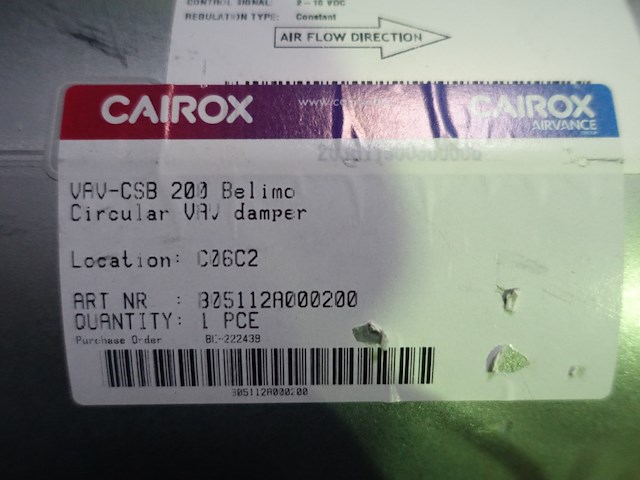 CONTROL SIGNAL: 2 - 10 VDC
REGULATION TYPE: Constant
AIR FLOW DIRECTION
CAIROX
CAIROX
AIRVANCE
VAV-CSB 200 Belimo
Circular VAV damper
Location: C06C2
ART NR : B05112A000200
QUANTITY: 1 PCE
Purchase Order
B05112A000200